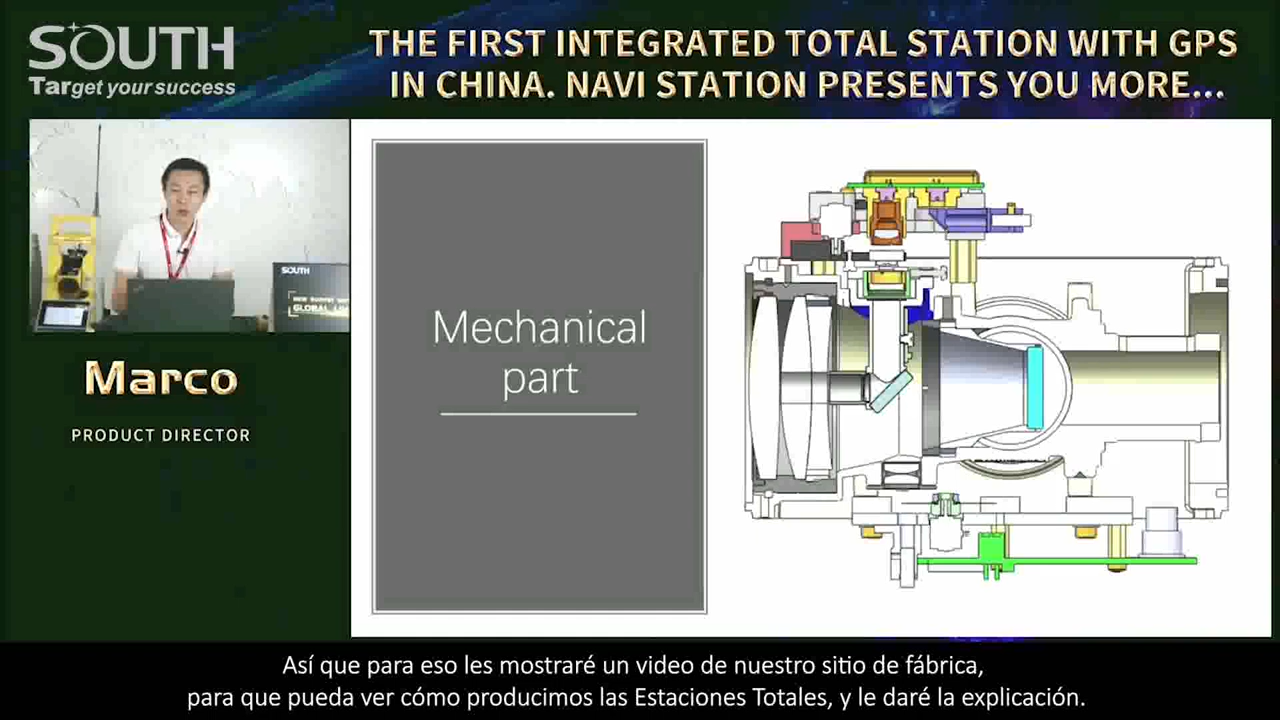 SOUTH
Target your success
THE FIRST INTEGRATED TOTAL STATION WITH GPS
IN CHINA. NAVI STATION PRESENTS YOU MORE...
SOUTH
Marco
PRODUCT DIRECTOR
Mechanical
part
Así que para eso les mostraré un video de nuestro sitio de fábrica,
para que pueda ver cómo producimos las Estaciones Totales, y le daré la explicación.